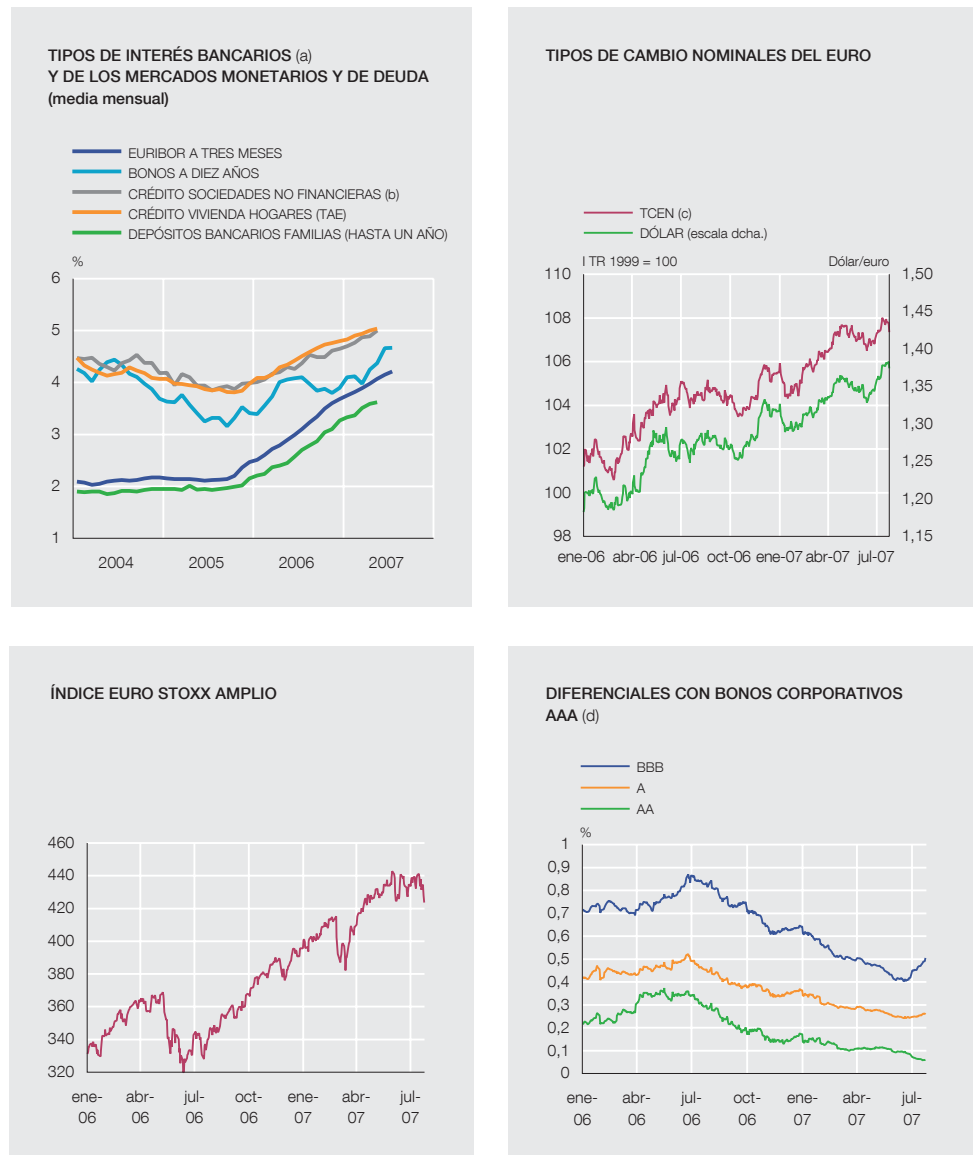 TIPOS DE INTERÉS BANCARIOS (a)
Y DE LOS MERCADOS MONETARIOS Y DE DEUDA
(media mensual)
EURIBOR A TRES MESES
BONOS A DIEZ AÑOS
CRÉDITO SOCIEDADES NO FINANCIERAS (b)
CRÉDITO VIVIENDA HOGARES (TAE)
DEPÓSITOS BANCARIOS FAMILIAS (HASTA UN AÑO)
%
6
5
4
3
2
1
2004 2005 2006 2007
TIPOS DE CAMBIO NOMINALES DEL EURO
TCEN (c)
DÓLAR (escala dcha.)
I TR 1999 = 100 Dólar/euro
110 1,50
108 1,45
106 1,40
104 1,35
102 1,30
100 1,25
98 1,20
1,15
ene-06 abr-06 jul-06 oct-06 ene-07 abr-07 jul-07
ÍNDICE EURO STOXX AMPLIO
460
440
420
400
380
360
340
320
ene- abr- jul- oct- ene- abr- jul-
06 06 06 06 07 07 07
DIFERENCIALES CON BONOS CORPORATIVOS
AAA (d)
BBB
A
AA
%
1
0,9
0,8
0,7
0,6
0,5
0,4
0,3
0,2
0,1
0
ene- abr- jul- oct- ene- abr- jul-
06 06 06 06 07 07 07